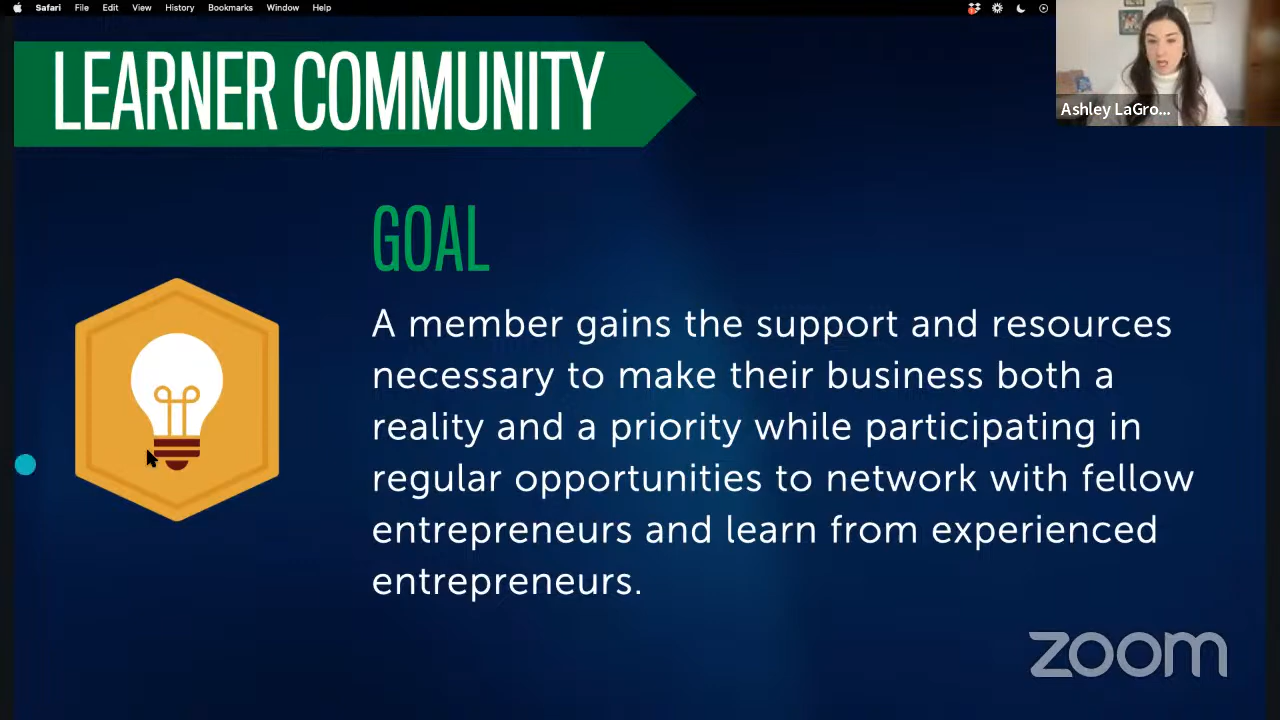 Safari File Edit View History Bookmarks Window Help
LEARNER COMMUNITY
Ashley LaGro...
GOAL
A member gains the support and resources
necessary to make their business both a
reality and a priority while participating in
regular opportunities to network with fellow
entrepreneurs and learn from experienced
entrepreneurs.
zoom